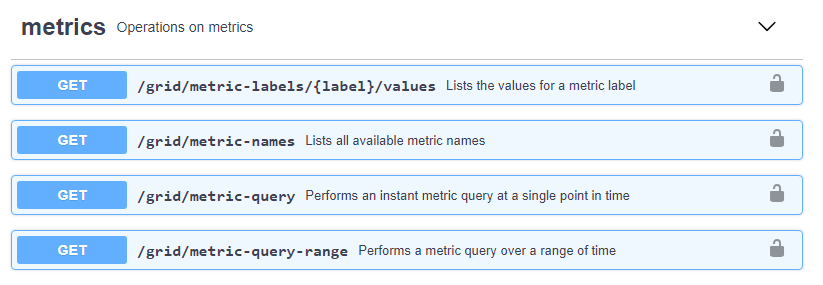 metrics Operations on metrics
GET /grid/metric-labels/{label}/values Lists the values for a metric label
GET /grid/metric-names Lists all available metric names
GET /grid/metric-query Performs an instant metric query at a single point in time
GET /grid/metric-query-range Performs a metric query over a range of time